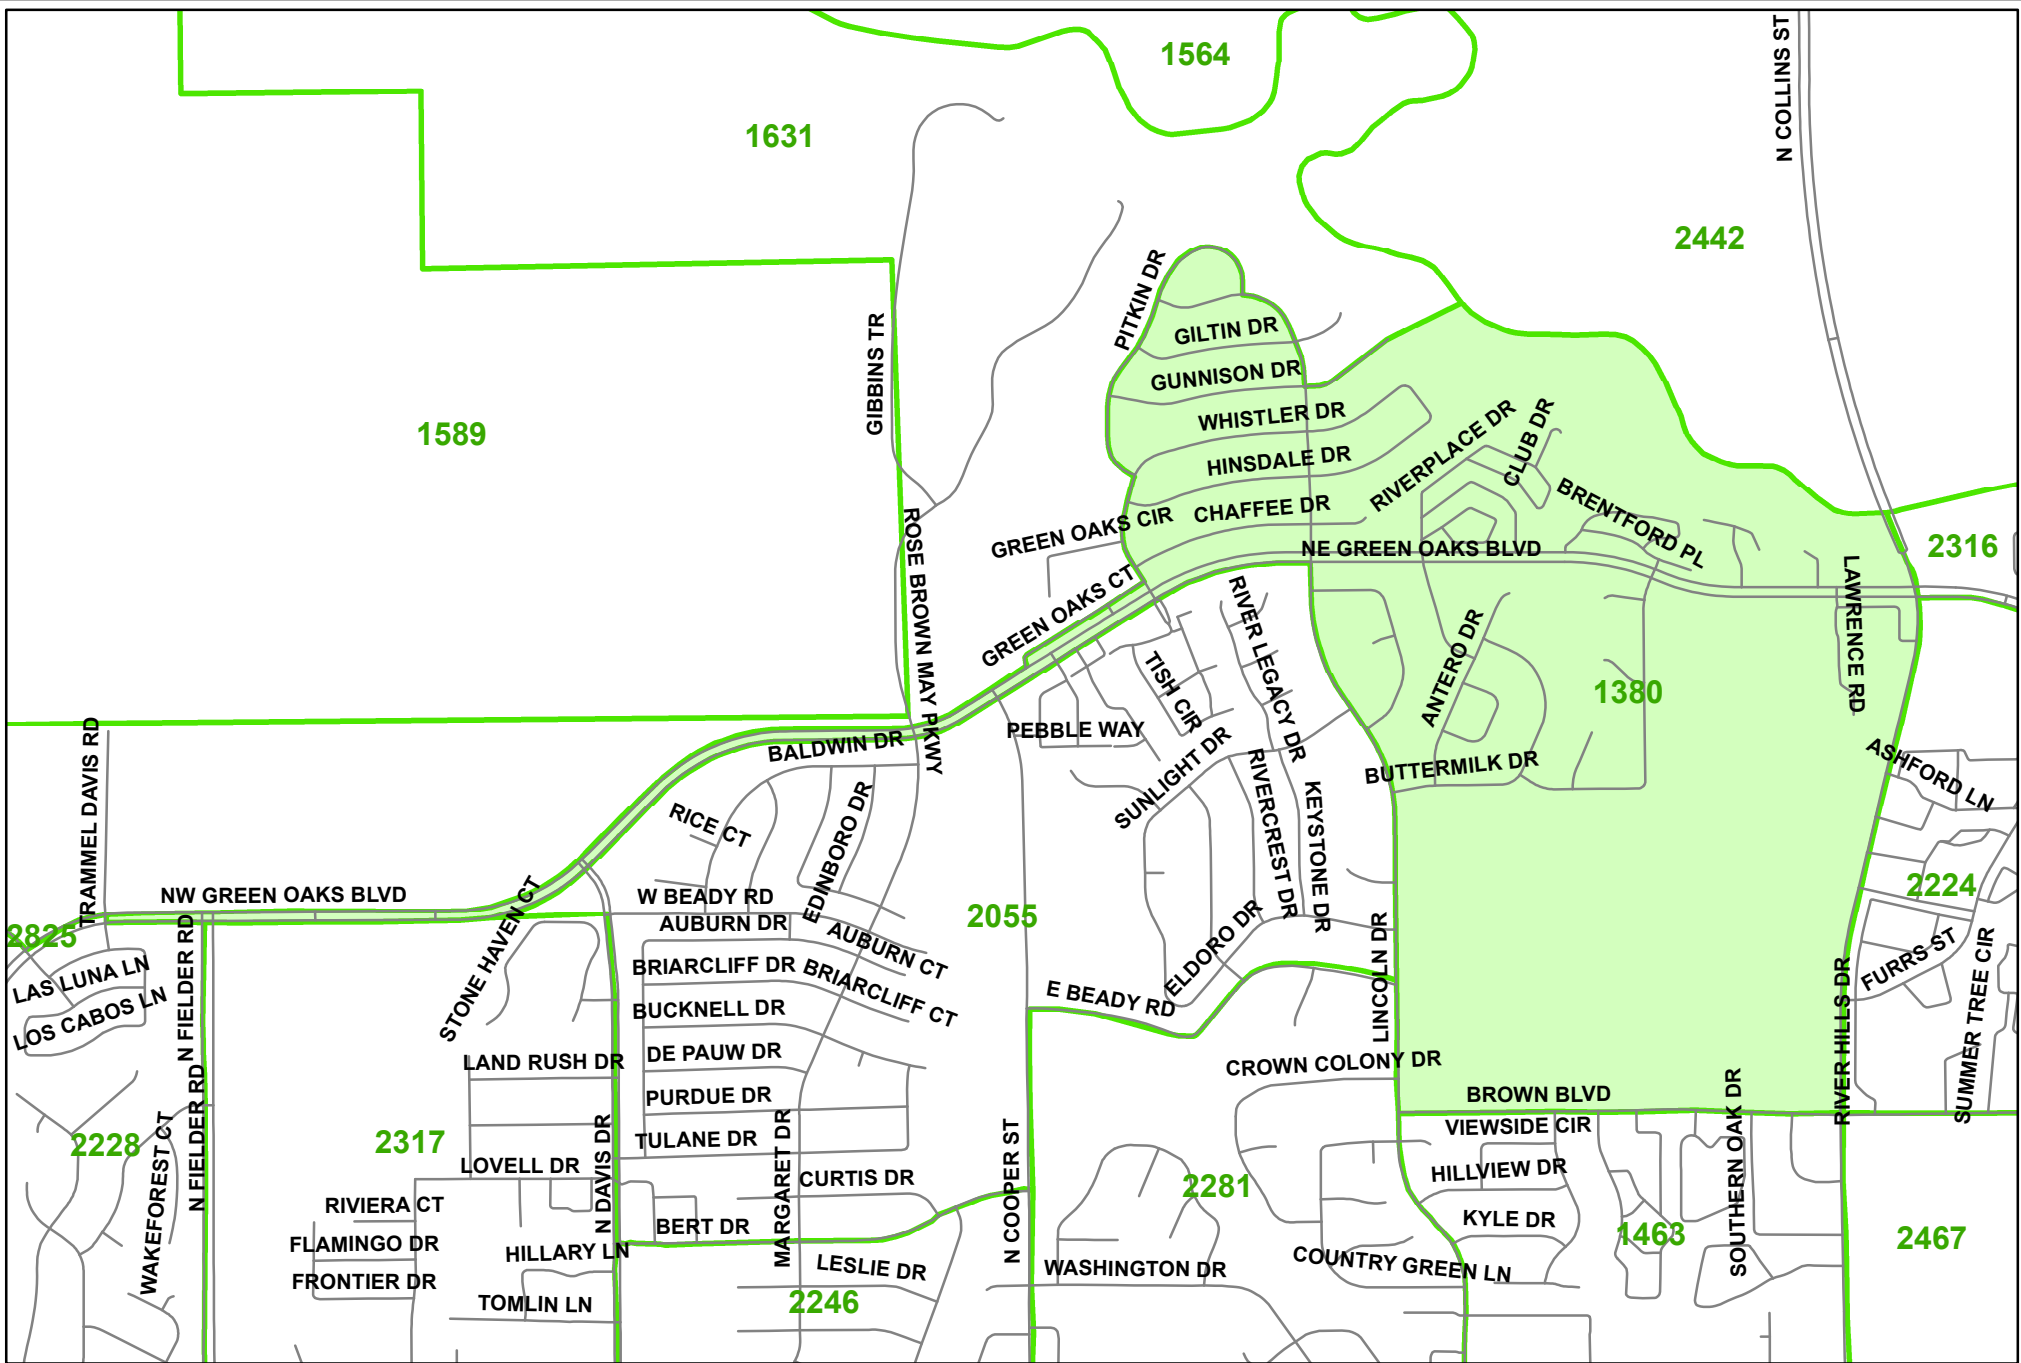 1564
N COLLINS ST
1631
2442
PITKIN DR
GIBBINS TR
GILTIN DR
GUNNISON DR
WHISTLER DR
1589
HINSDALE DR
RIVERPLACE DR
CLUB DR
CHAFFEE DR
BRENTFORD PL
GREEN OAKS CIR
NE GREEN OAKS BLVD
2316
ROSE BROWN MAY PKWY
GREEN OAKS CT
LAWRENCE RD
RIVER LEGACY DR
TISH CIR
ANTERO DR
1380
TRAMMEL DAVIS RD
PEBBLE WAY
BALDWIN DR
SUNLIGHT DR
BUTTERMILK DR
ASHFORD LN
RICE CT
EDINBORO DR
RIVERCREST DR
KEYSTONE DR
NW GREEN OAKS BLVD
W BEADY RD
2224
AUBURN DR
2055
2825
N FIELDER RD
STONE HAVEN CT
AUBURN CT
ELDORO DR
LINCOLN DR
FURRS ST
LAS LUNA LN
BRIARCLIFF DR
BRIARCLIFF CT
E BEADY RD
LOS CABOS LN
BUCKNELL DR
RIVER HILLS DR
SUMMER TREE CIR
LAND RUSH DR
DE PAUW DR
CROWN COLONY DR
PURDUE DR
BROWN BLVD
N FIELDER RD
WAKEFOREST CT
2228
2317
TULANE DR
VIEWSIDE CIR
SOUTHERN OAK DR
LOVELL DR
N DAVIS DR
MARGARET DR
CURTIS DR
N COOPER ST
2281
HILLVIEW DR
RIVIERA CT
BERT DR
KYLE DR
1463
2467
FLAMINGO DR
HILLARY LN
LESLIE DR
WASHINGTON DR
COUNTRY GREEN LN
FRONTIER DR
TOMLIN LN
2246